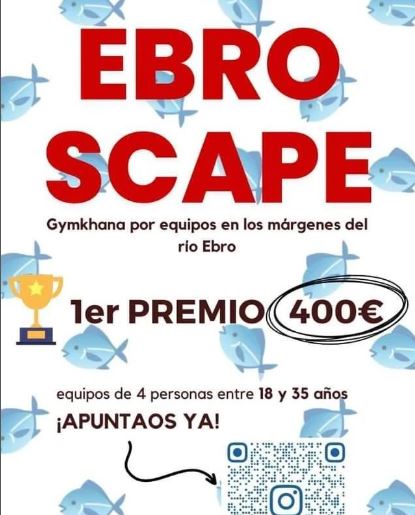 EBRO
SCAPE
Gymkhana por equipos en los márgenes del
río Ebro
1er PREMIO 400€
equipos de 4 personas entre 18 y 35 años
¡APUNTAOS YA!